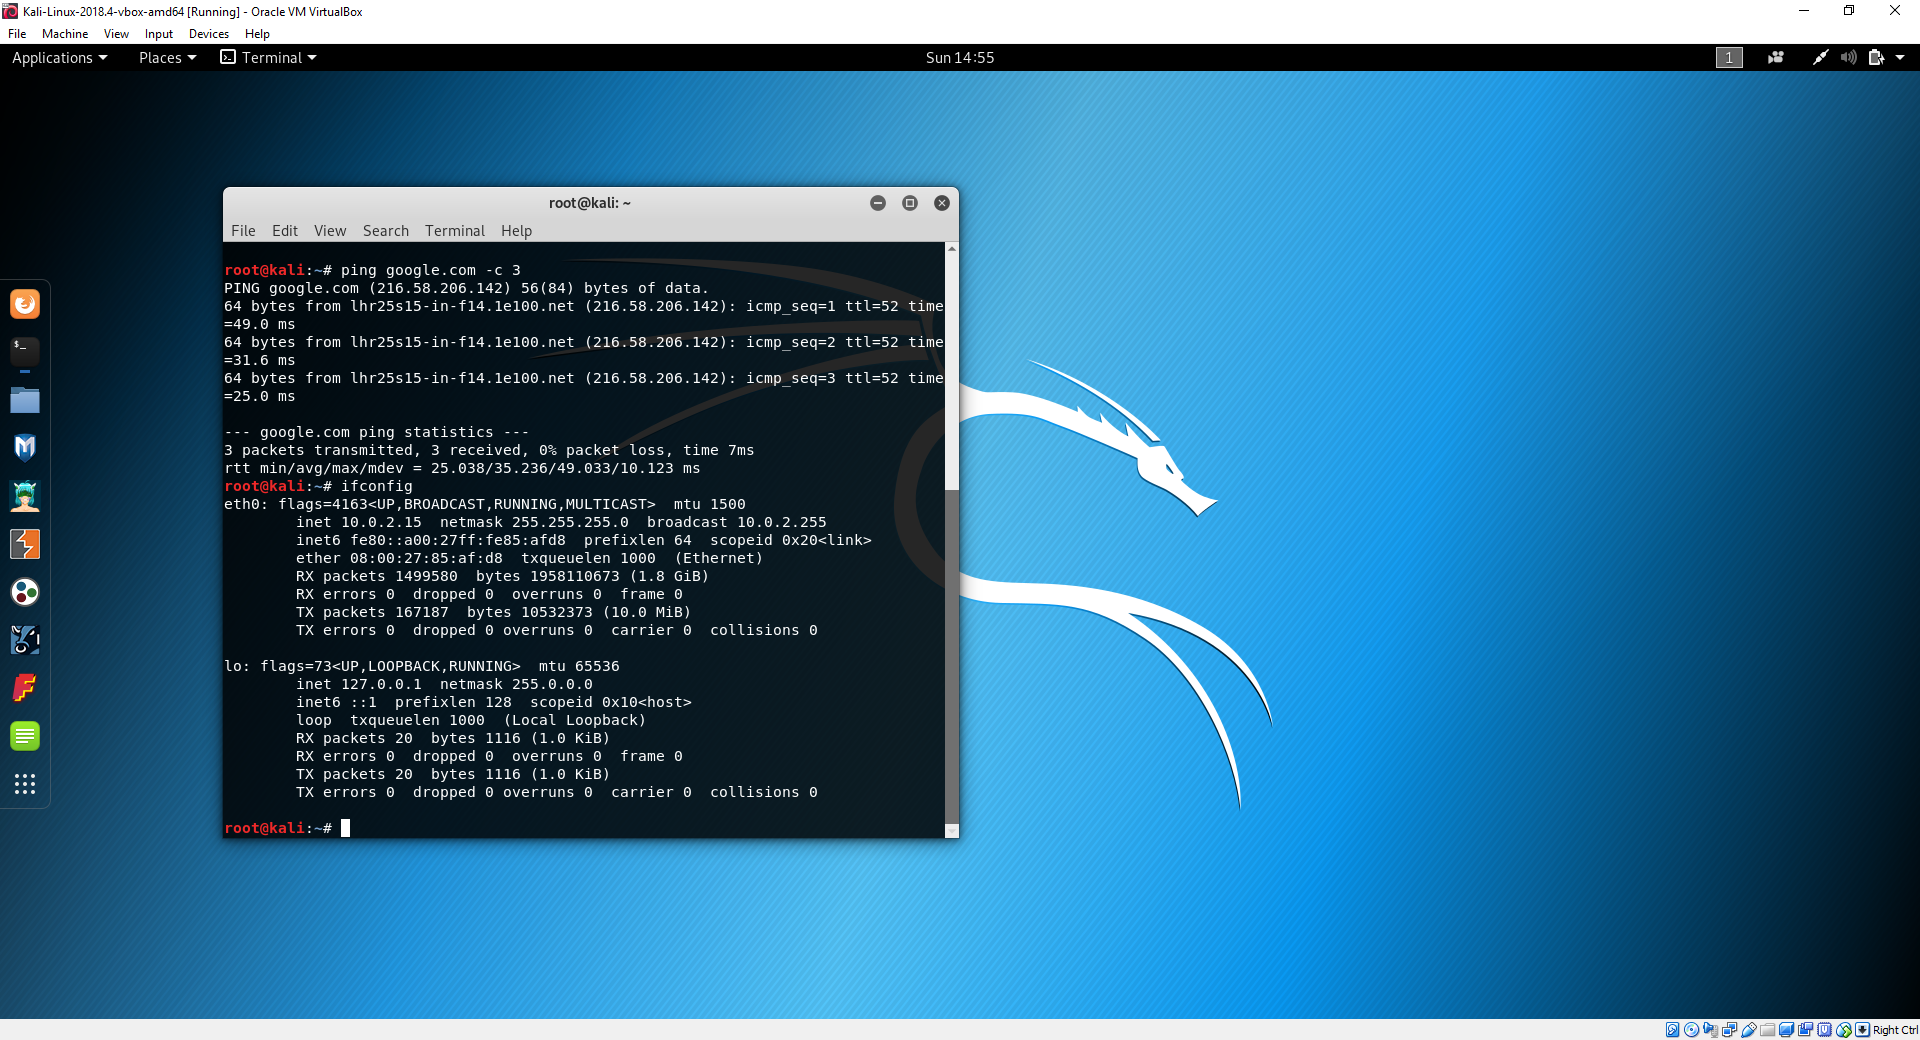 Kali-Linux-2018.4-vbox-amd64 [Running] - Oracle VM VirtualBox
File Machine View Input Devices Help
Applications Places Terminal Sun 14:55 1
root@kali: ~
File Edit View Search Terminal Help
root@kali:~# ping google.com -c 3
PING google.com (216.58.206.142) 56(84) bytes of data.
64 bytes from lhr25s15-in-f14.1e100.net (216.58.206.142): icmp_seq=1 ttl=52 time
=49.0 ms
64 bytes from lhr25s15-in-f14.1e100.net (216.58.206.142): icmp_seq=2 ttl=52 time
=31.6 ms
64 bytes from lhr25s15-in-f14.1e100.net (216.58.206.142): icmp_seq=3 ttl=52 time
=25.0 ms
--- google.com ping statistics ---
3 packets transmitted, 3 received, 0% packet loss, time 7ms
rtt min/avg/max/mdev = 25.038/35.236/49.033/10.123 ms
root@kali:~# ifconfig
eth0: flags=4163<UP,BROADCAST,RUNNING,MULTICAST>  mtu 1500
        inet 10.0.2.15  netmask 255.255.255.0  broadcast 10.0.2.255
        inet6 fe80::a00:27ff:fe85:afd8  prefixlen 64  scopeid 0x20<link>
        ether 08:00:27:85:af:d8  txqueuelen 1000  (Ethernet)
        RX packets 1499580  bytes 1958110673 (1.8 GiB)
        RX errors 0  dropped 0  overruns 0  frame 0
        TX packets 167187  bytes 10532373 (10.0 MiB)
        TX errors 0  dropped 0 overruns 0  carrier 0  collisions 0
lo: flags=73<UP,LOOPBACK,RUNNING>  mtu 65536
        inet 127.0.0.1  netmask 255.0.0.0
        inet6 ::1  prefixlen 128  scopeid 0x10<host>
        loop  txqueuelen 1000  (Local Loopback)
        RX packets 20  bytes 1116 (1.0 KiB)
        RX errors 0  dropped 0  overruns 0  frame 0
        TX packets 20  bytes 1116 (1.0 KiB)
        TX errors 0  dropped 0 overruns 0  carrier 0  collisions 0
root@kali:~#
Right Ctrl